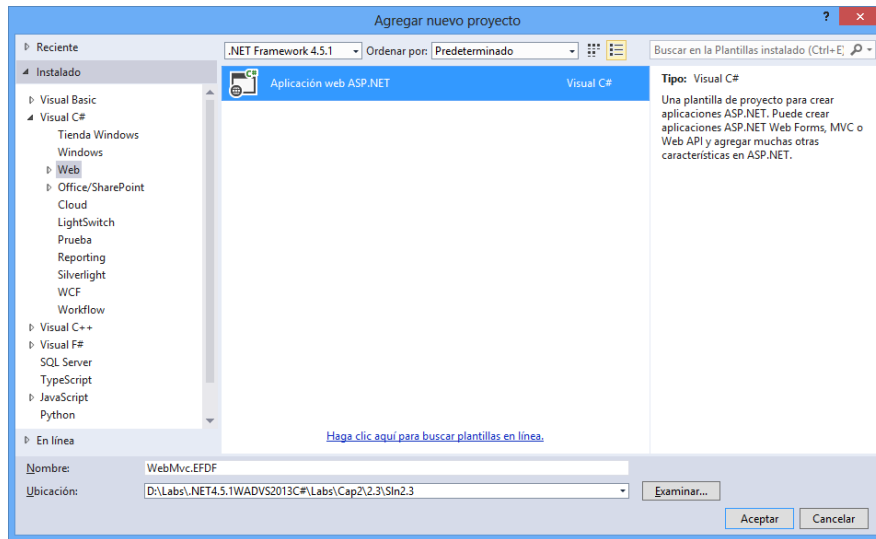 Agregar nuevo proyecto
?
Reciente
.NET Framework 4.5.1 Ordenar por: Predeterminado
Buscar en la Plantillas instalado (Ctrl+E)
Instalado
Visual Basic
Visual C#
Tienda Windows
Windows
Web
Office/SharePoint
Cloud
LightSwitch
Prueba
Reporting
Silverlight
WCF
Workflow
Visual C++
Visual F#
SQL Server
TypeScript
JavaScript
Python
En línea
C#
Aplicación web ASP.NET Visual C#
Haga clic aquí para buscar plantillas en línea.
Tipo: Visual C#
Una plantilla de proyecto para crear
aplicaciones ASP.NET. Puede crear
aplicaciones ASP.NET Web Forms, MVC o
Web API y agregar muchas otras
características en ASP.NET.
Nombre: WebMvc.EFDF
Ubicación: D:\Labs\.NET4.5.1WADVS2013C#\Labs\Cap2\2.3\Sln2.3 Examinar...
Aceptar Cancelar